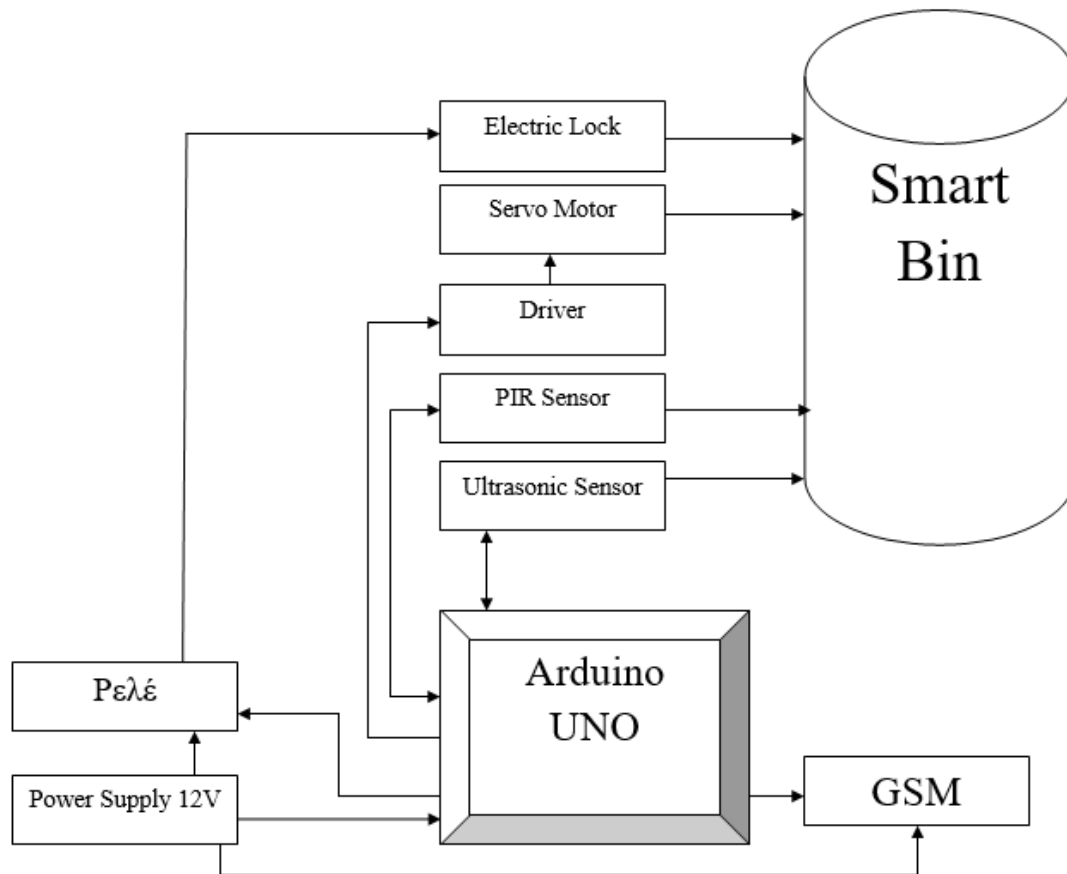 Electric Lock
Servo Motor
Driver
PIR Sensor
Ultrasonic Sensor
Smart
Bin
Arduino
UNO
Ρελέ
Power Supply 12V
GSM